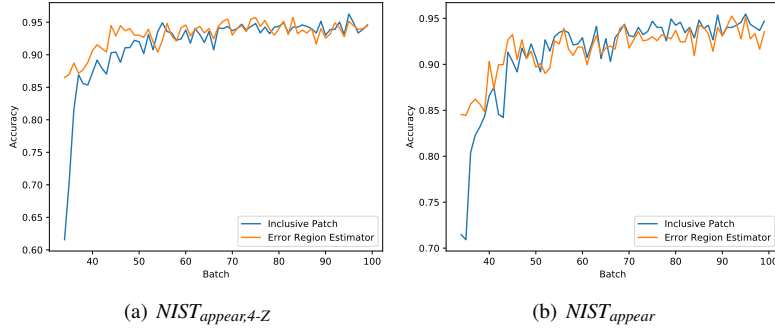 0.95
0.90
0.85
0.80
0.75
0.70
0.65
0.60
Accuracy
40
50
60
70
80
90
100
Batch
Inclusive Patch
Error Region Estimator
(a) NISTappear,4-Z
0.95
0.90
0.85
0.80
0.75
0.70
Accuracy
40
50
60
70
80
90
100
Batch
Inclusive Patch
Error Region Estimator
(b) NISTappear